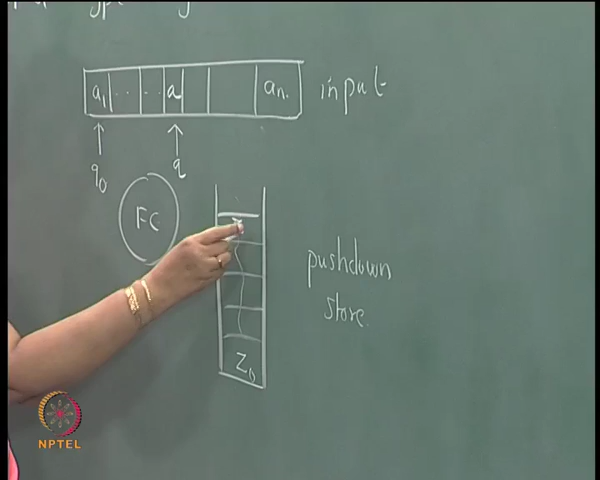 a₁ . . . . a aₙ. input
q₀ q
FC
pushdown
store.
Z₀
NPTEL